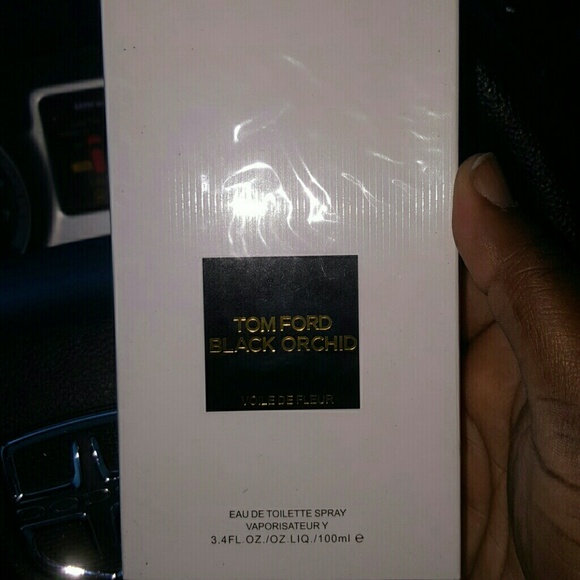 TOM FORD
BLACK ORCHID
VOILE DE FLEUR
EAU DE TOILETTE SPRAY
VAPORISATEUR Y
3.4FL.OZ./OZ.LIQ./100ml ℮